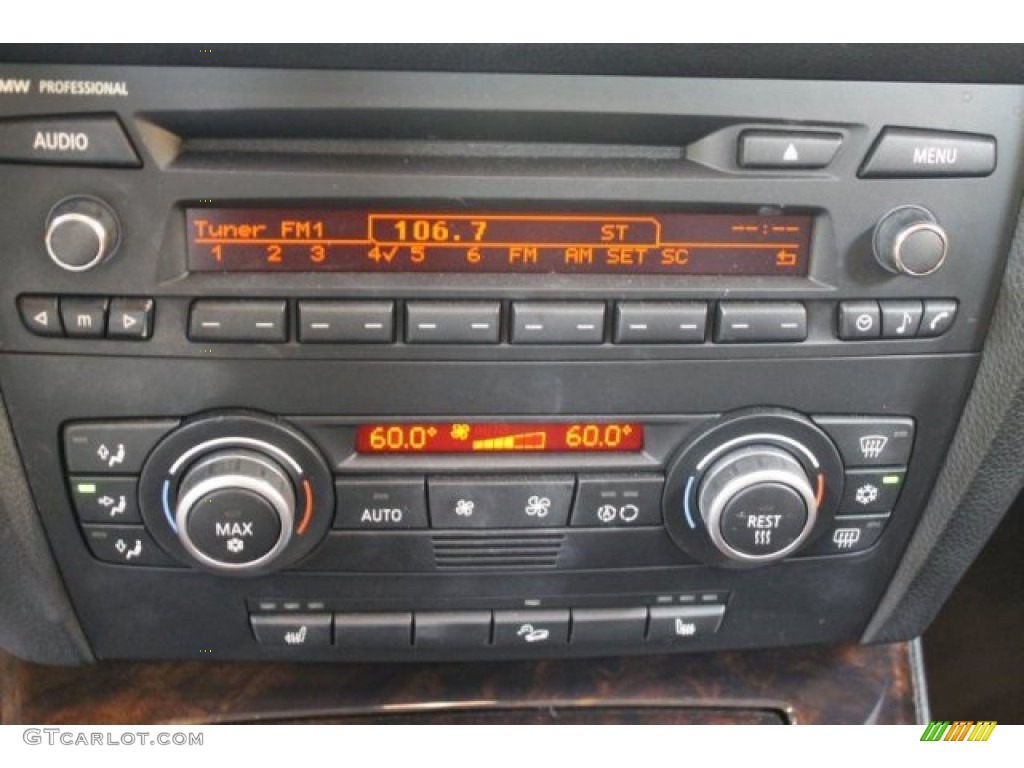 MW PROFESSIONAL
AUDIO
MENU
Tuner FM1 106.7 ST --:--
1 2 3 4✓ 5 6 FM AM SET SC
m
60.0° 60.0°
MAX
AUTO
A
REST
GTCARLOT.COM